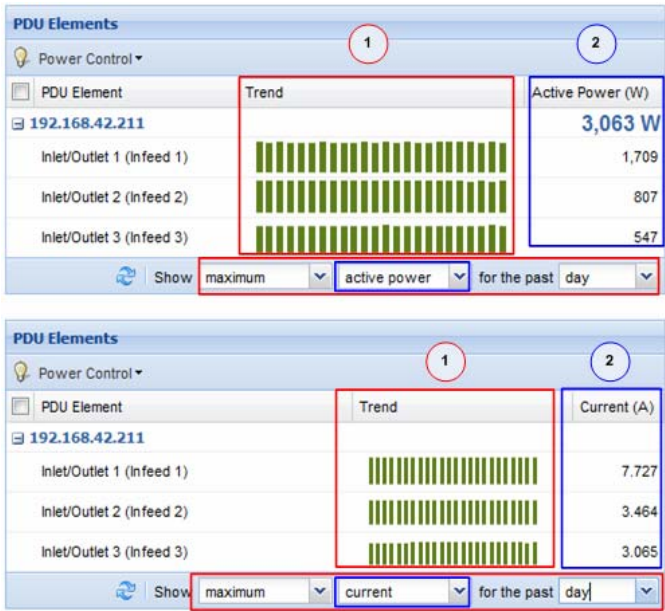 PDU Elements
1
2
Power Control
PDU Element Trend Active Power (W)
192.168.42.211 3,063 W
Inlet/Outlet 1 (Infeed 1) 1,709
Inlet/Outlet 2 (Infeed 2) 807
Inlet/Outlet 3 (Infeed 3) 547
Show maximum active power for the past day
PDU Elements
1
2
Power Control
PDU Element Trend Current (A)
192.168.42.211
Inlet/Outlet 1 (Infeed 1) 7.727
Inlet/Outlet 2 (Infeed 2) 3.464
Inlet/Outlet 3 (Infeed 3) 3.065
Show maximum current for the past day